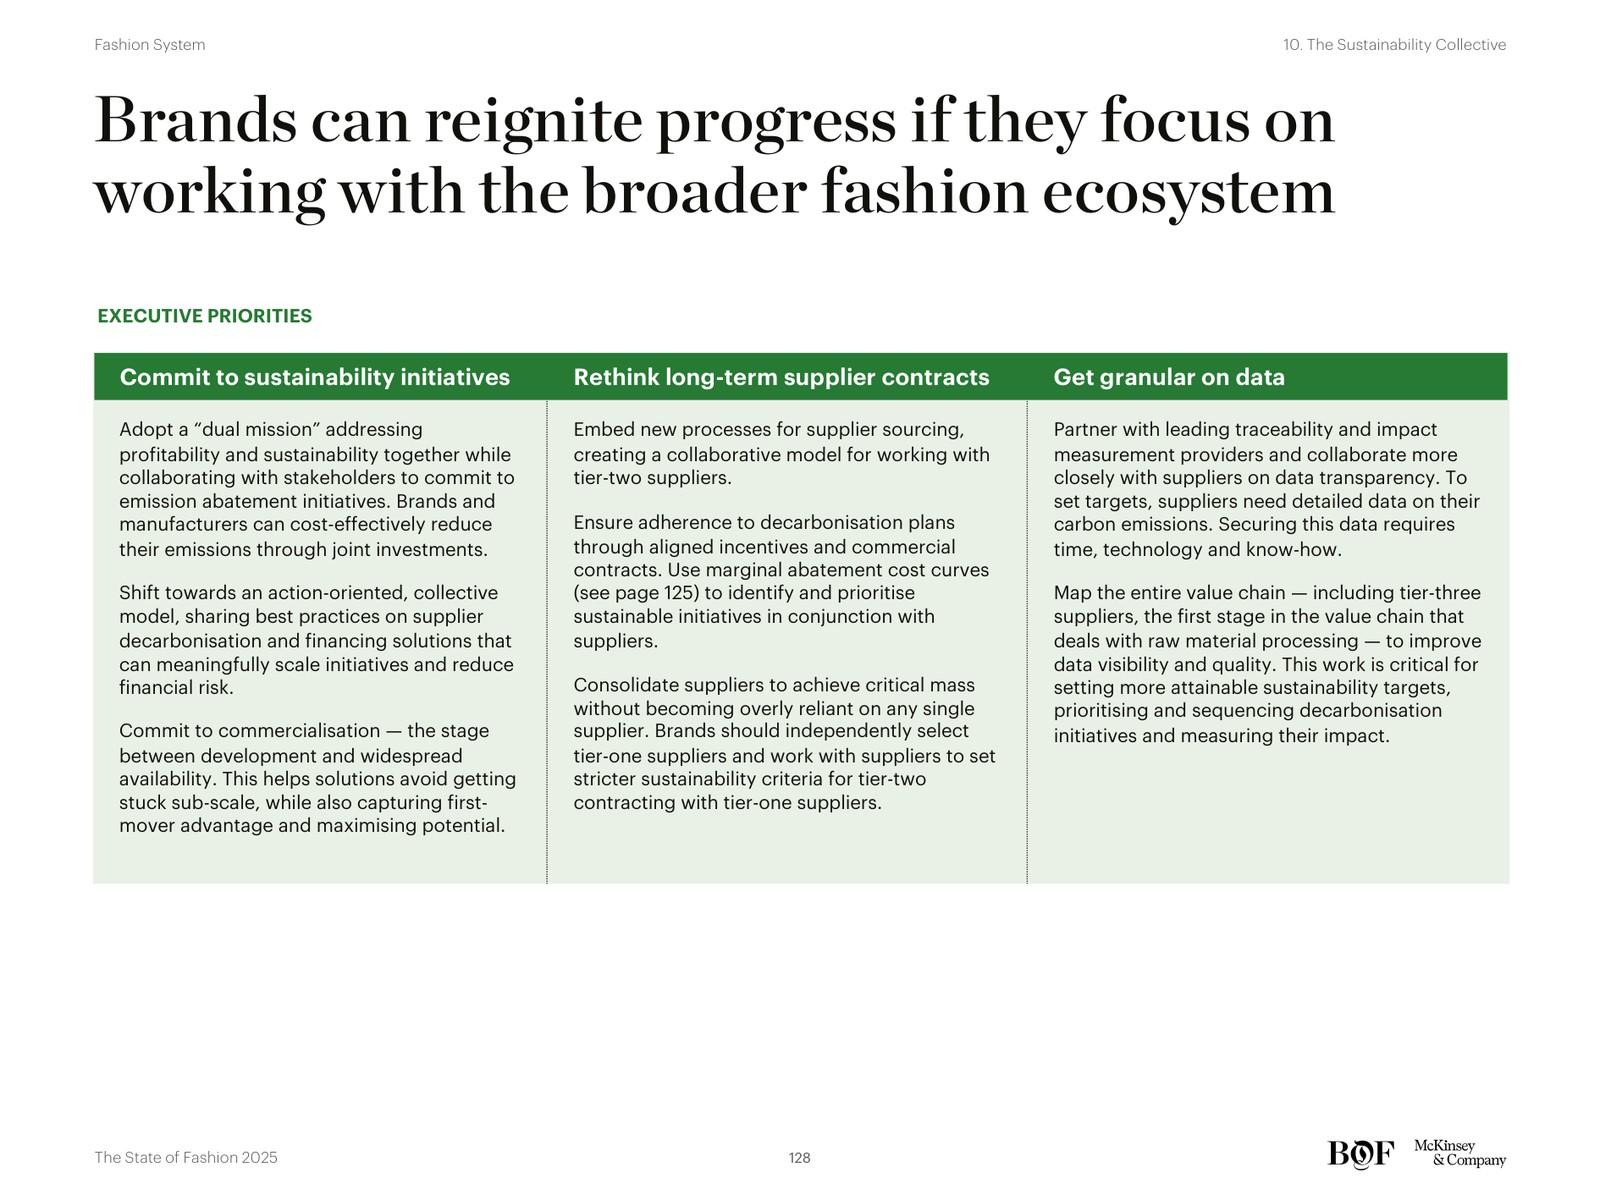 Fashion System
10. The Sustainability Collective
Brands can reignite progress if they focus on
working with the broader fashion ecosystem
EXECUTIVE PRIORITIES
Commit to sustainability initiatives
Adopt a “dual mission” addressing
profitability and sustainability together while
collaborating with stakeholders to commit to
emission abatement initiatives. Brands and
manufacturers can cost-effectively reduce
their emissions through joint investments.
Shift towards an action-oriented, collective
model, sharing best practices on supplier
decarbonisation and financing solutions that
can meaningfully scale initiatives and reduce
financial risk.
Commit to commercialisation — the stage
between development and widespread
availability. This helps solutions avoid getting
stuck sub-scale, while also capturing first-
mover advantage and maximising potential.
Rethink long-term supplier contracts
Embed new processes for supplier sourcing,
creating a collaborative model for working with
tier-two suppliers.
Ensure adherence to decarbonisation plans
through aligned incentives and commercial
contracts. Use marginal abatement cost curves
(see page 125) to identify and prioritise
sustainable initiatives in conjunction with
suppliers.
Consolidate suppliers to achieve critical mass
without becoming overly reliant on any single
supplier. Brands should independently select
tier-one suppliers and work with suppliers to set
stricter sustainability criteria for tier-two
contracting with tier-one suppliers.
Get granular on data
Partner with leading traceability and impact
measurement providers and collaborate more
closely with suppliers on data transparency. To
set targets, suppliers need detailed data on their
carbon emissions. Securing this data requires
time, technology and know-how.
Map the entire value chain — including tier-three
suppliers, the first stage in the value chain that
deals with raw material processing — to improve
data visibility and quality. This work is critical for
setting more attainable sustainability targets,
prioritising and sequencing decarbonisation
initiatives and measuring their impact.
The State of Fashion 2025
128
BOF
McKinsey
& Company